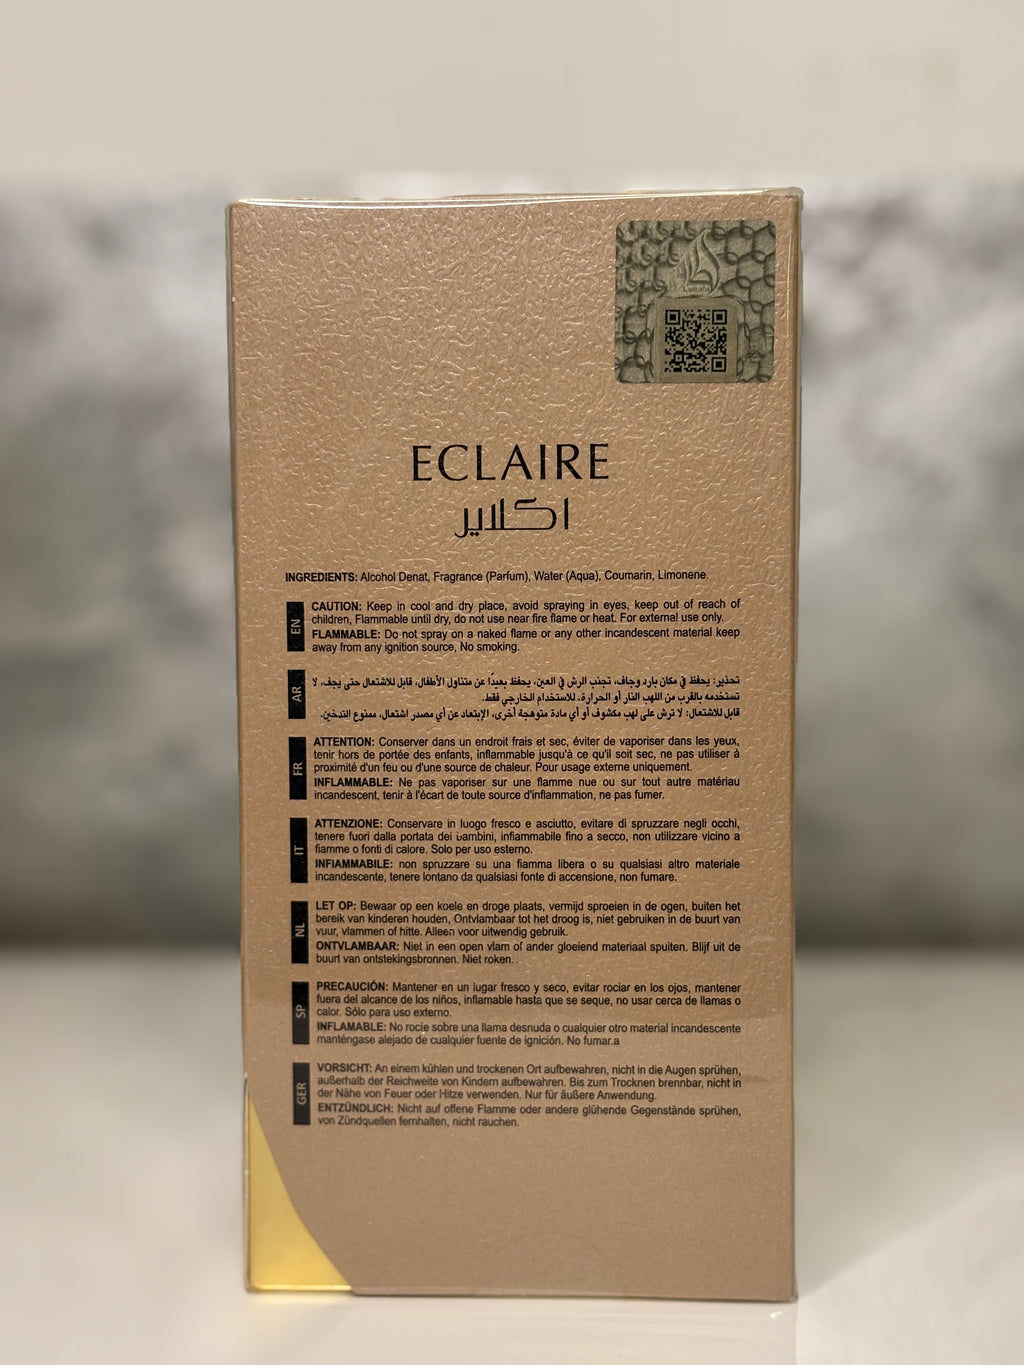 Lattafa
ECLAIRE
اكلاير
INGREDIENTS: Alcohol Denat, Fragrance (Parfum), Water (Aqua), Coumarin, Limonene.
EN
CAUTION: Keep in cool and dry place, avoid spraying in eyes, keep out of reach of
children, Flammable until dry, do not use near fire flame or heat. For external use only.
FLAMMABLE: Do not spray on a naked flame or any other incandescent material keep
away from any ignition source, No smoking.
AR
تحذير: يحفظ في مكان بارد وجاف، تجنب الرش في العين، يحفظ بعيدًا عن متناول الأطفال، قابل للاشتعال حتى يجف، لا
تستخدمه بالقرب من اللهب النار أو الحرارة. للاستخدام الخارجي فقط.
قابل للاشتعال: لا ترش على لهب مكشوف أو أي مادة متوهجة أخرى، الإبتعاد عن أي مصدر اشتعال، ممنوع التدخين.
FR
ATTENTION: Conserver dans un endroit frais et sec, éviter de vaporiser dans les yeux,
tenir hors de portée des enfants, inflammable jusqu'à ce qu'il soit sec, ne pas utiliser à
proximité d'un feu ou d'une source de chaleur. Pour usage externe uniquement.
INFLAMMABLE: Ne pas vaporiser sur une flamme nue ou sur tout autre matériau
incandescent, tenir à l'écart de toute source d'inflammation, ne pas fumer.
IT
ATTENZIONE: Conservare in luogo fresco e asciutto, evitare di spruzzare negli occhi,
tenere fuori dalla portata dei bambini, infiammabile fino a secco, non utilizzare vicino a
fiamme o fonti di calore. Solo per uso esterno.
INFIAMMABILE: non spruzzare su una fiamma libera o su qualsiasi altro materiale
incandescente, tenere lontano da qualsiasi fonte di accensione, non fumare.
NL
LET OP: Bewaar op een koele en droge plaats, vermijd sproeien in de ogen, buiten het
bereik van kinderen houden, Ontvlambaar tot het droog is, niet gebruiken in de buurt van
vuur, vlammen of hitte. Alleen voor uitwendig gebruik.
ONTVLAMBAAR: Niet in een open vlam of ander gloeiend materiaal spuiten. Blijf uit de
buurt van ontstekingsbronnen. Niet roken.
SP
PRECAUCIÓN: Mantener en un lugar fresco y seco, evitar rociar en los ojos, mantener
fuera del alcance de los niños, inflamable hasta que se seque, no usar cerca de llamas o
calor. Sólo para uso externo.
INFLAMABLE: No rocíe sobre una llama desnuda o cualquier otro material incandescente
manténgase alejado de cualquier fuente de ignición. No fumar.a
GER
VORSICHT: An einem kühlen und trockenen Ort aufbewahren, nicht in die Augen sprühen,
außerhalb der Reichweite von Kindern aufbewahren. Bis zum Trocknen brennbar, nicht in
der Nähe von Feuer oder Hitze verwenden. Nur für äußere Anwendung.
ENTZÜNDLICH: Nicht auf offene Flamme oder andere glühende Gegenstände sprühen,
von Zündquellen fernhalten, nicht rauchen.